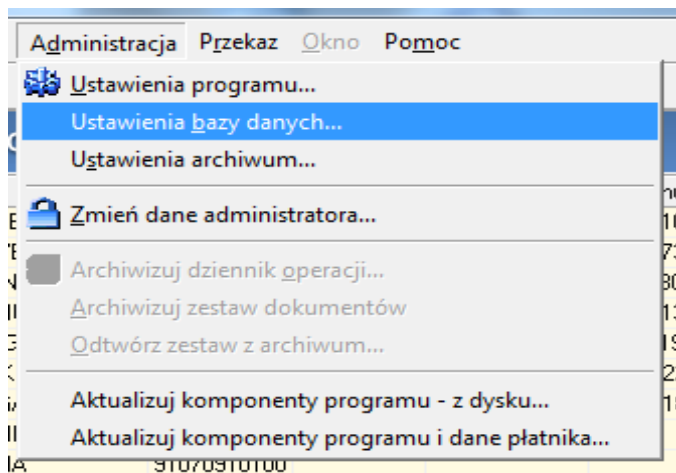 Administracja Przekaz Okno Pomoc
Ustawienia programu...
Ustawienia bazy danych...
Ustawienia archiwum...
Zmień dane administratora...
Archiwizuj dziennik operacji...
Archiwizuj zestaw dokumentów
Odtwórz zestaw z archiwum...
Aktualizuj komponenty programu - z dysku...
Aktualizuj komponenty programu i dane płatnika...